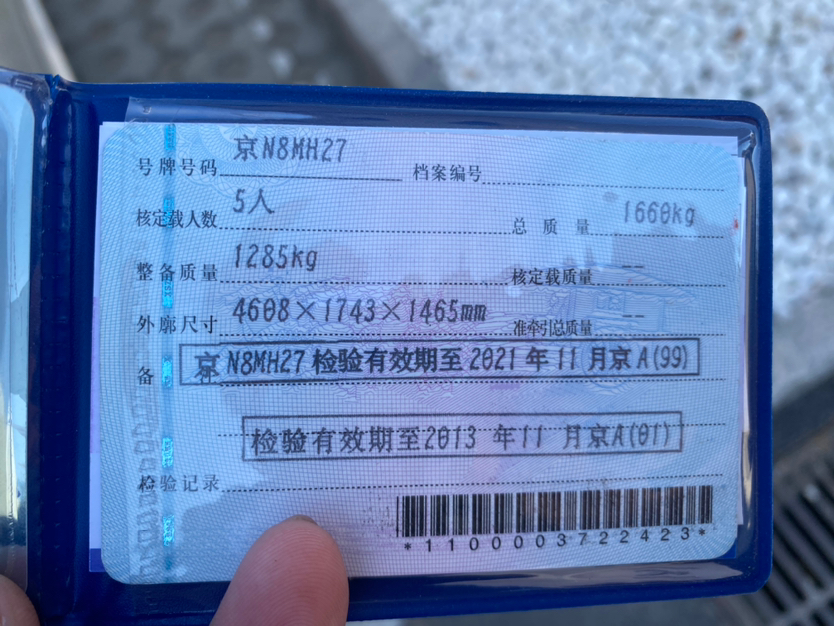 号牌号码 京N8MH27 档案编号
核定载人数 5人 总质量 1660kg
整备质量 1285kg 核定载质量 --
外廓尺寸 4608×1743×1465mm 准牵引总质量 --
备 京N8MH27检验有效期至2021年11月京A(99)
检验有效期至2013 年11 月京A(01)
检验记录
*1100003722423*